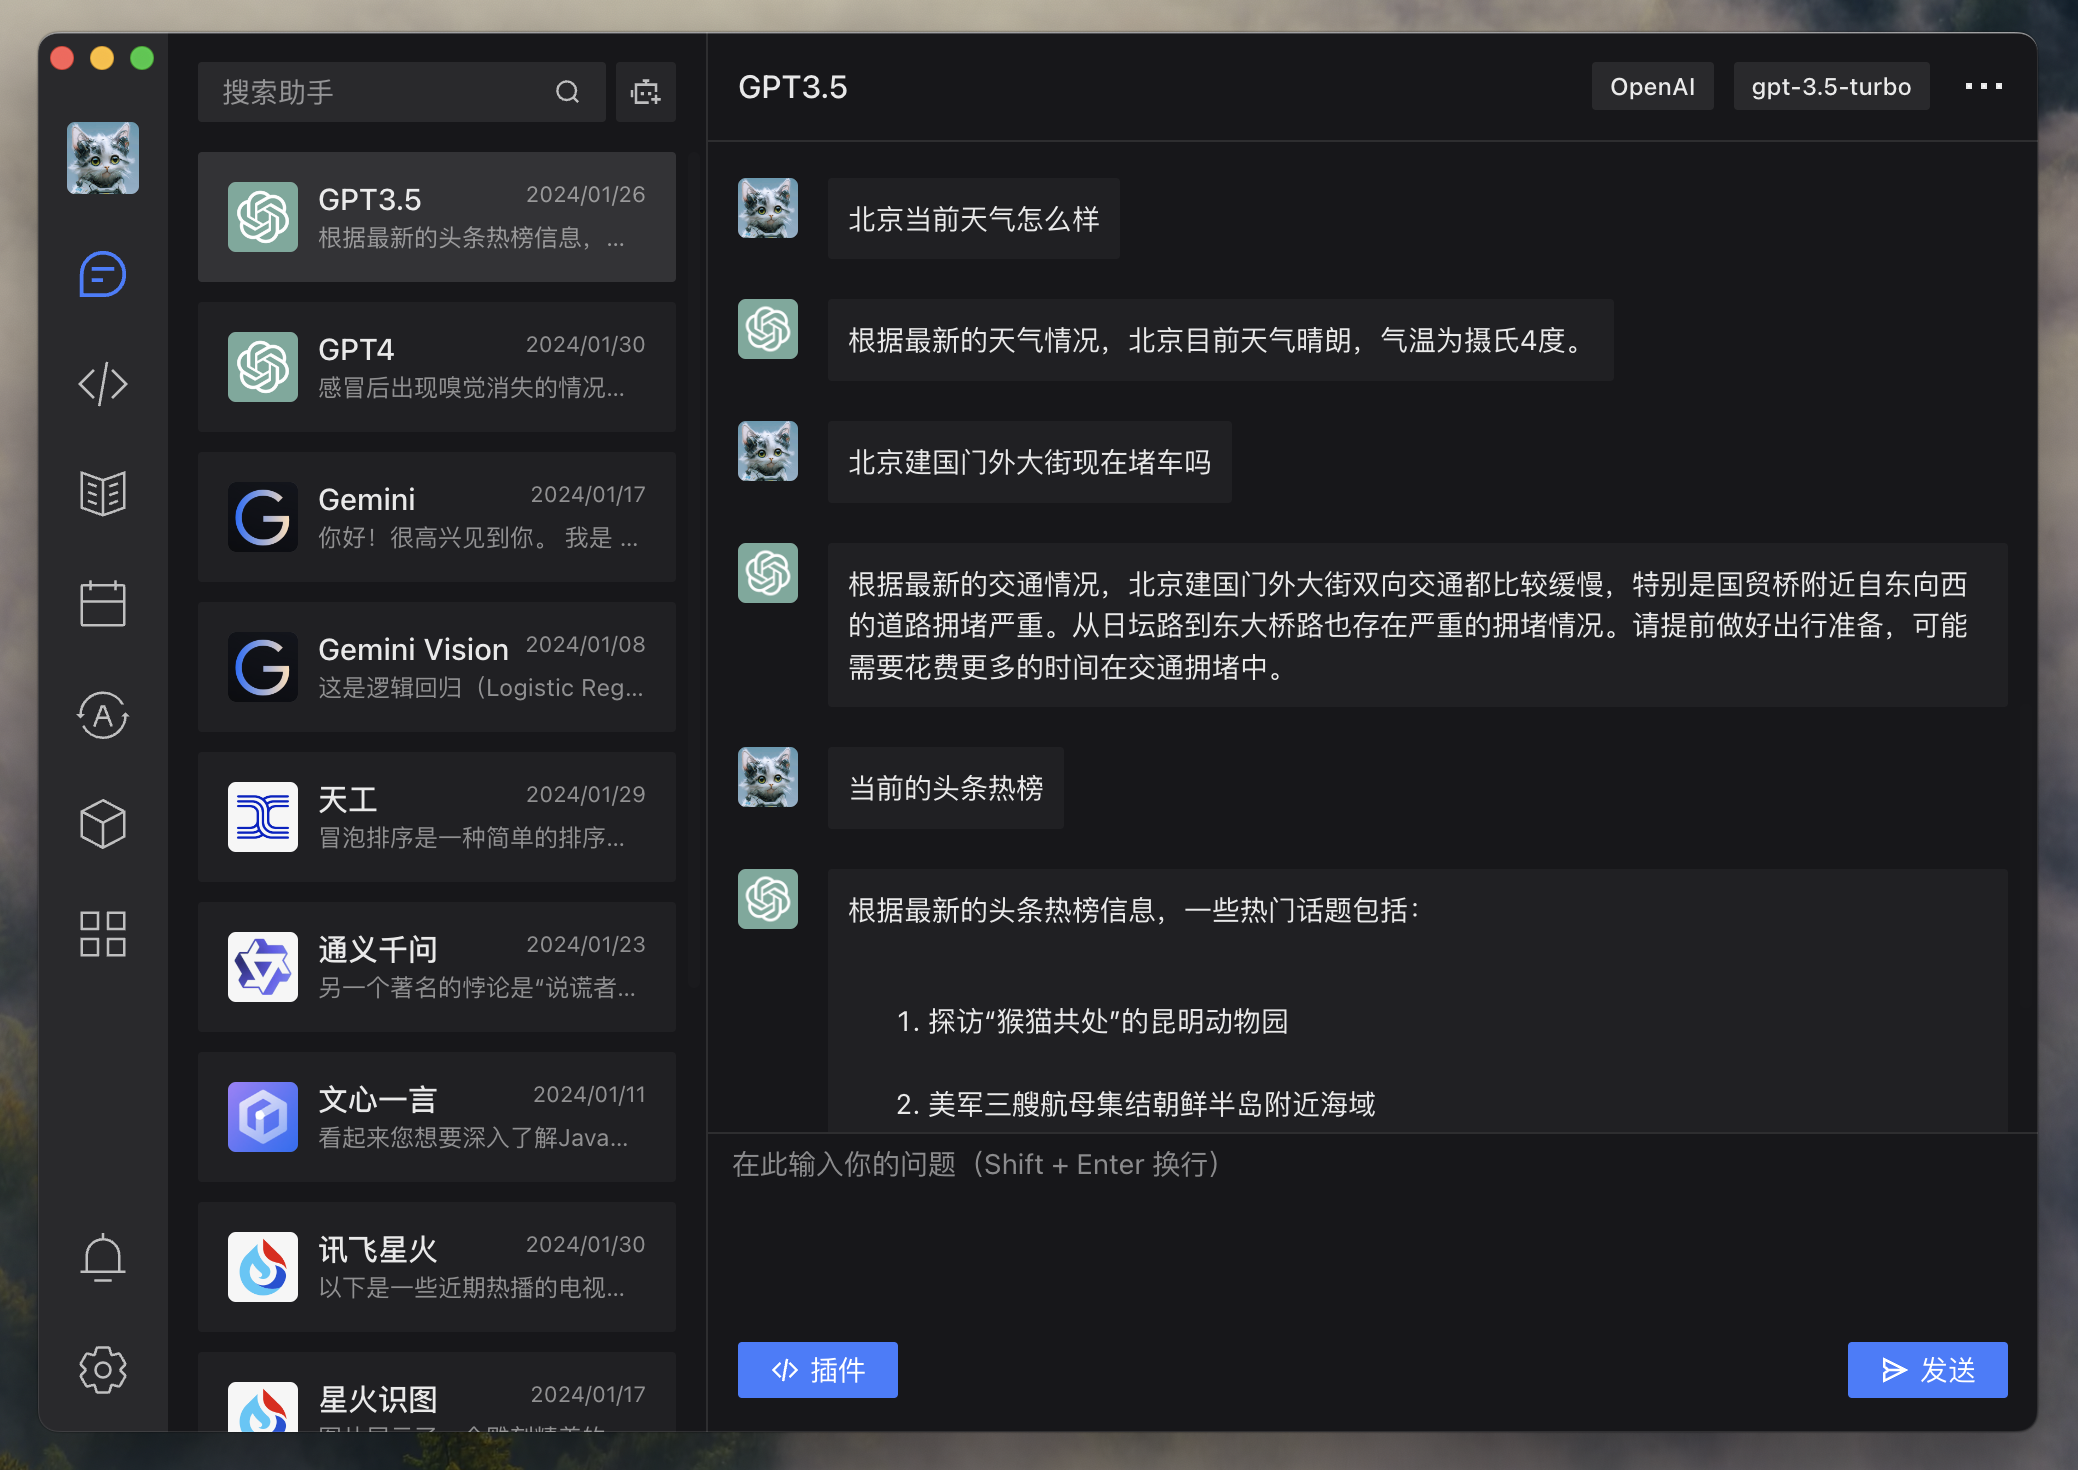 搜索助手
GPT3.5
2024/01/26
根据最新的头条热榜信息，...
GPT4
2024/01/30
感冒后出现嗅觉消失的情况...
Gemini
2024/01/17
你好！很高兴见到你。 我是 ...
Gemini Vision
2024/01/08
这是逻辑回归（Logistic Reg...
天工
2024/01/29
冒泡排序是一种简单的排序...
通义千问
2024/01/23
另一个著名的悖论是“说谎者...
文心一言
2024/01/11
看起来您想要深入了解Java...
讯飞星火
2024/01/30
以下是一些近期热播的电视...
星火识图
2024/01/17
GPT3.5
OpenAI
gpt-3.5-turbo
北京当前天气怎么样
根据最新的天气情况，北京目前天气晴朗，气温为摄氏4度。
北京建国门外大街现在堵车吗
根据最新的交通情况，北京建国门外大街双向交通都比较缓慢，特别是国贸桥附近自东向西
的道路拥堵严重。从日坛路到东大桥路也存在严重的拥堵情况。请提前做好出行准备，可能
需要花费更多的时间在交通拥堵中。
当前的头条热榜
根据最新的头条热榜信息，一些热门话题包括：
1. 探访“猴猫共处”的昆明动物园
2. 美军三艘航母集结朝鲜半岛附近海域
在此输入你的问题（Shift + Enter 换行）
插件
发送